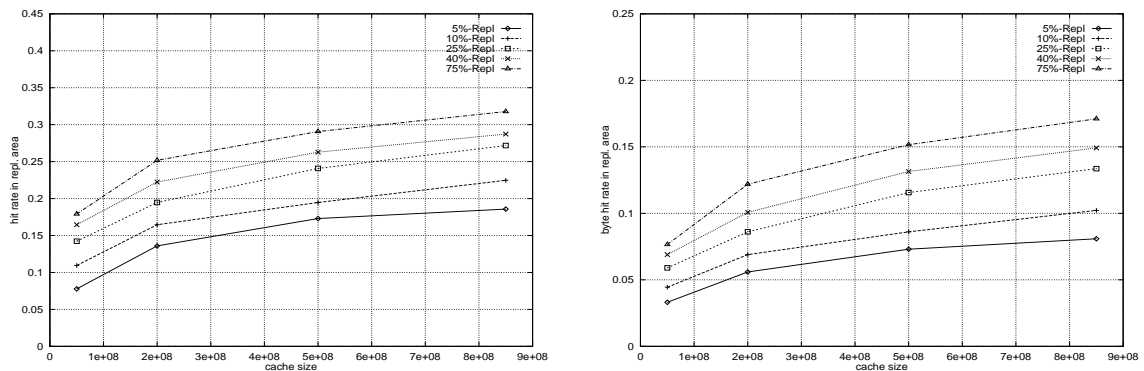 0.45
0.4
0.35
0.3
0.25
0.2
0.15
0.1
0.05
0
hit rate in repl. area
5%-Repl
10%-Repl
25%-Repl
40%-Repl
75%-Repl
0 1e+08 2e+08 3e+08 4e+08 5e+08 6e+08 7e+08 8e+08 9e+08
cache size
0.25
0.2
0.15
0.1
0.05
0
byte hit rate in repl. area
5%-Repl
10%-Repl
25%-Repl
40%-Repl
75%-Repl
0 1e+08 2e+08 3e+08 4e+08 5e+08 6e+08 7e+08 8e+08 9e+08
cache size